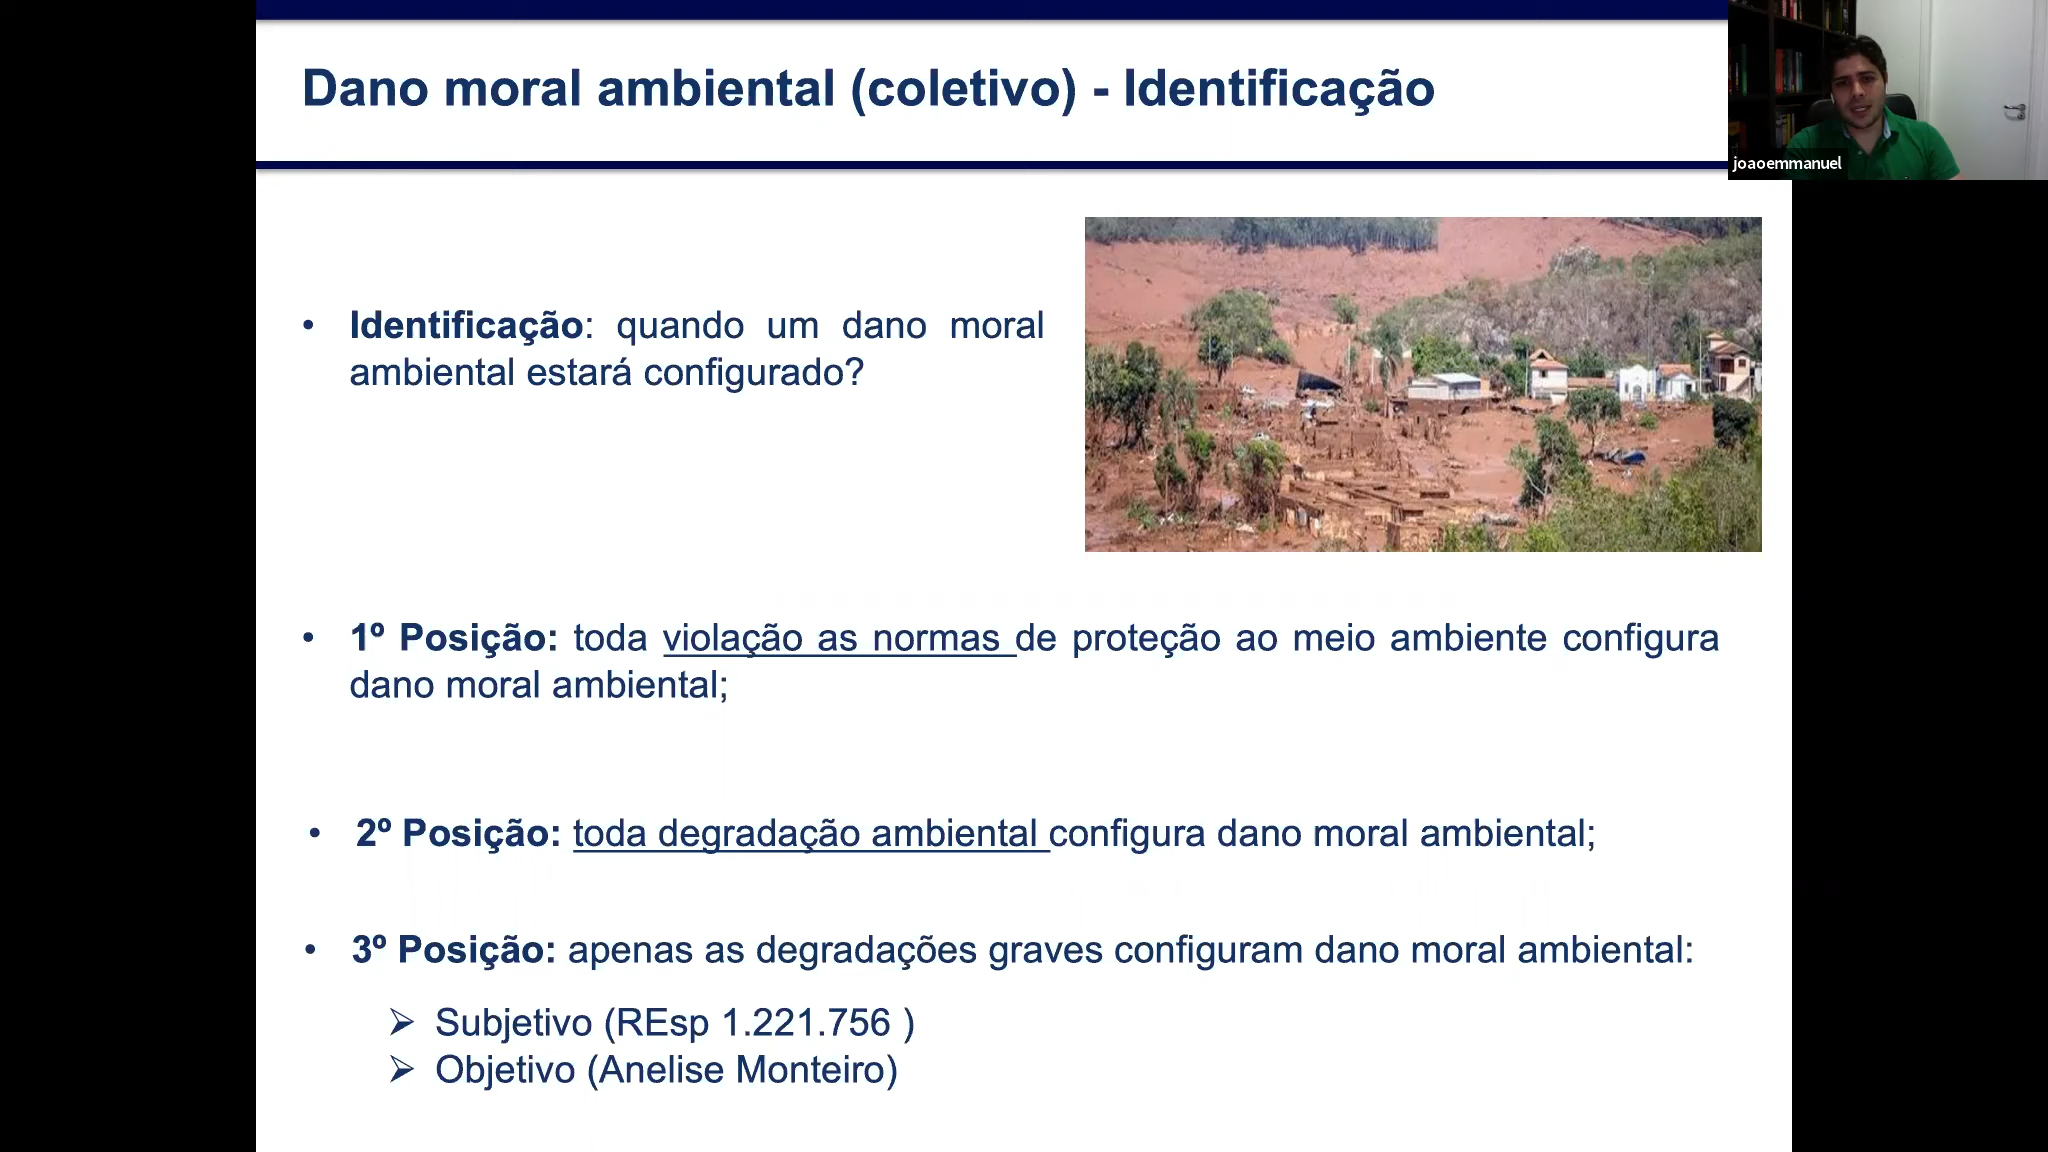 Dano moral ambiental (coletivo) - Identificação
joaoemmanuel
• Identificação: quando um dano moral
ambiental estará configurado?
• 1º Posição: toda violação as normas de proteção ao meio ambiente configura
dano moral ambiental;
• 2º Posição: toda degradação ambiental configura dano moral ambiental;
• 3º Posição: apenas as degradações graves configuram dano moral ambiental:
➢ Subjetivo (REsp 1.221.756 )
➢ Objetivo (Anelise Monteiro)